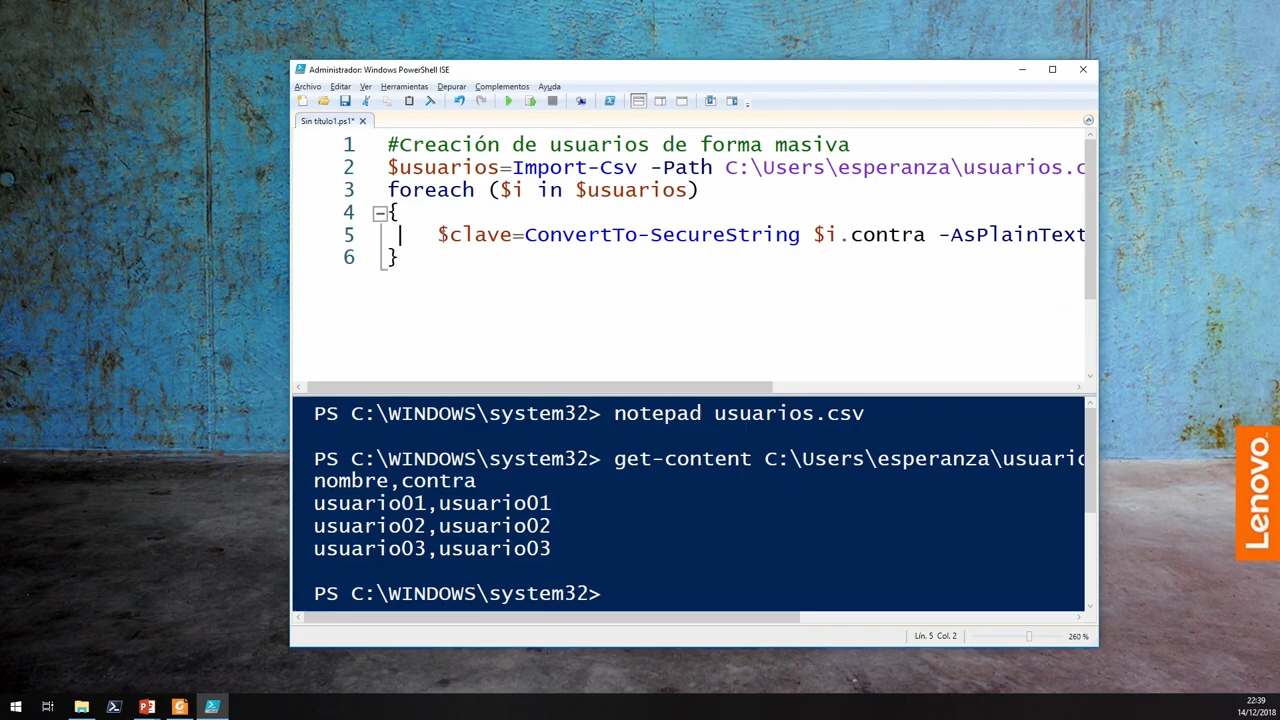 Administrador: Windows PowerShell ISE
Archivo Editar Ver Herramientas Depurar Complementos Ayuda
Sin título1.ps1*
1 #Creación de usuarios de forma masiva
2 $usuarios=Import-Csv -Path C:\Users\esperanza\usuarios.c
3 foreach ($i in $usuarios)
4 {
5 $clave=ConvertTo-SecureString $i.contra -AsPlainText
6 }
PS C:\WINDOWS\system32> notepad usuarios.csv
PS C:\WINDOWS\system32> get-content C:\Users\esperanza\usuario
nombre,contra
usuario01,usuario01
usuario02,usuario02
usuario03,usuario03
PS C:\WINDOWS\system32>
Lín. 5 Col. 2 260 %
Lenovo
22:39
14/12/2018